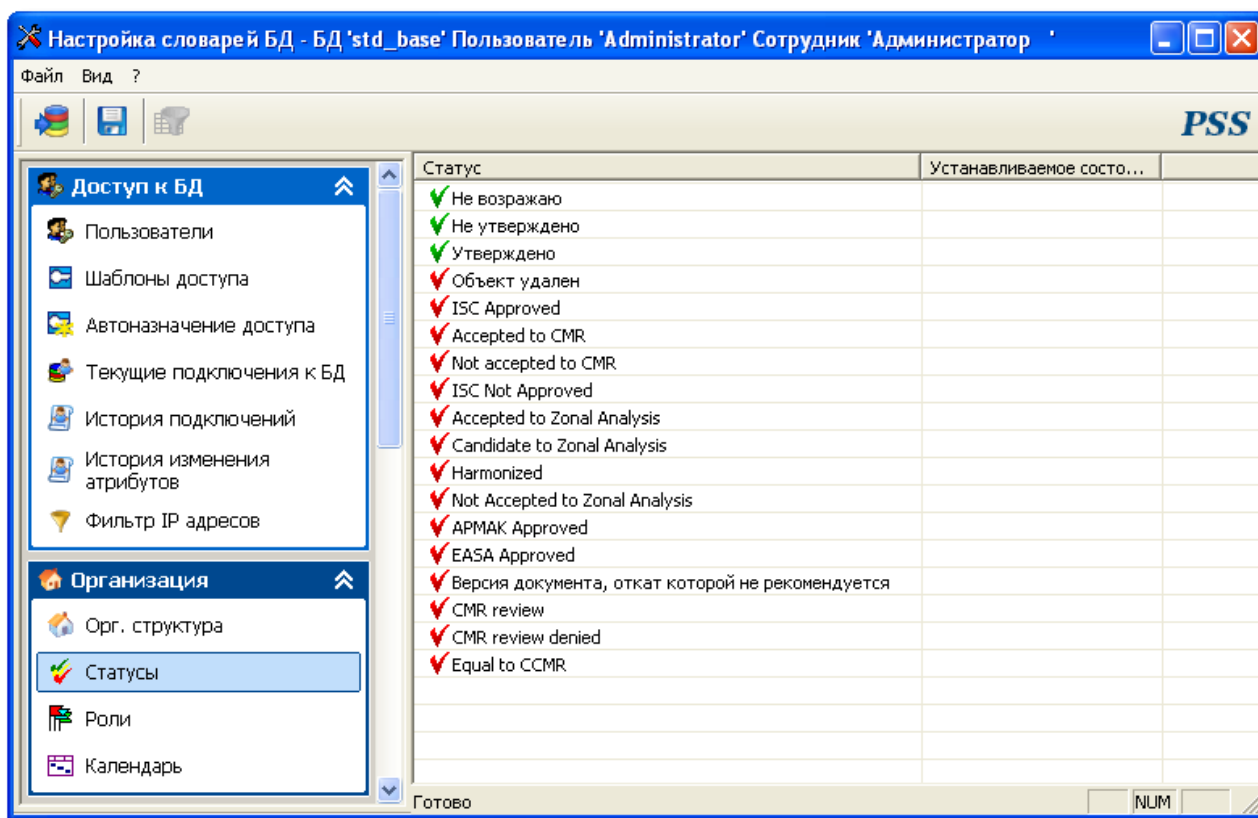 Настройка словарей БД - БД 'std_base' Пользователь 'Administrator' Сотрудник 'Администратор '
Файл Вид ?
PSS
Доступ к БД
Пользователи
Шаблоны доступа
Автоназначение доступа
Текущие подключения к БД
История подключений
История изменения
атрибутов
Фильтр IP адресов
Организация
Орг. структура
Статусы
Роли
Календарь
Статус Устанавливаемое состо...
Не возражаю
Не утверждено
Утверждено
Объект удален
ISC Approved
Accepted to CMR
Not accepted to CMR
ISC Not Approved
Accepted to Zonal Analysis
Candidate to Zonal Analysis
Harmonized
Not Accepted to Zonal Analysis
АРМАК Approved
EASA Approved
Версия документа, откат которой не рекомендуется
CMR review
CMR review denied
Equal to CCMR
Готово NUM